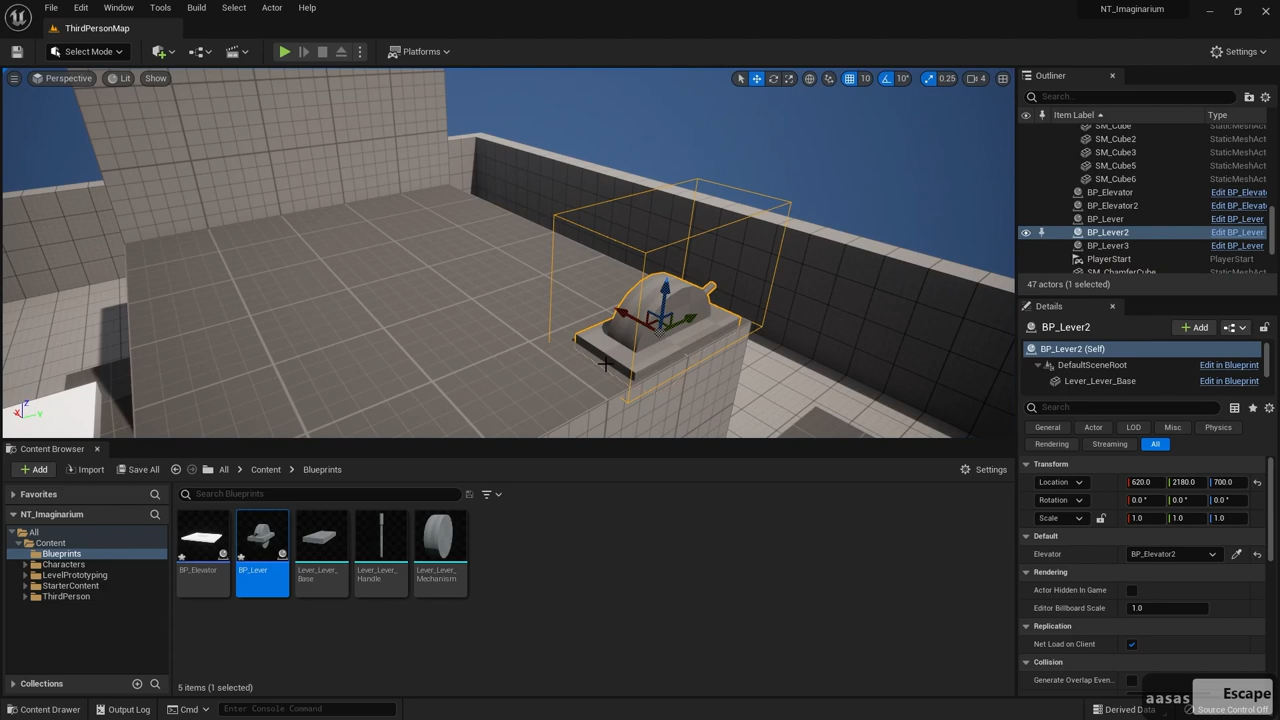 File Edit Window Tools Build Select Actor Help
NT_Imaginarium
ThirdPersonMap
Select Mode
Platforms
Settings
Perspective
Lit
Show
10
10°
0.25
4
Outliner
Search...
Item Label
Type
SM_Cube StaticMeshAct
SM_Cube2 StaticMeshAct
SM_Cube3 StaticMeshAct
SM_Cube5 StaticMeshAct
SM_Cube6 StaticMeshAct
BP_Elevator Edit BP_Elevat
BP_Elevator2 Edit BP_Elevat
BP_Lever Edit BP_Lever
BP_Lever2 Edit BP_Lever
BP_Lever3 Edit BP_Lever
PlayerStart PlayerStart
SM_ChamferCube
47 actors (1 selected)
Details
BP_Lever2
Add
BP_Lever2 (Self)
DefaultSceneRoot Edit in Blueprint
Lever_Lever_Base Edit in Blueprint
Search
General Actor LOD Misc Physics
Rendering Streaming All
Transform
Location 620.0 2180.0 700.0
Rotation 0.0 ° 0.0 ° 0.0 °
Scale 1.0 1.0 1.0
Default
Elevator BP_Elevator2
Rendering
Actor Hidden In Game
Editor Billboard Scale 1.0
Replication
Net Load on Client
Collision
Generate Overlap Even...
Z
X
Y
Content Browser
Add
Import
Save All
All
Content
Blueprints
Settings
Favorites
NT_Imaginarium
All
Content
Blueprints
Characters
LevelPrototyping
StarterContent
ThirdPerson
Collections
Search Blueprints
BP_Elevator
BP_Lever
Lever_Lever_
Base
Lever_Lever_
Handle
Lever_Lever_
Mechanism
5 items (1 selected)
Content Drawer
Output Log
Cmd
Enter Console Command
Derived Data
Source Control Off
aasas
Escape